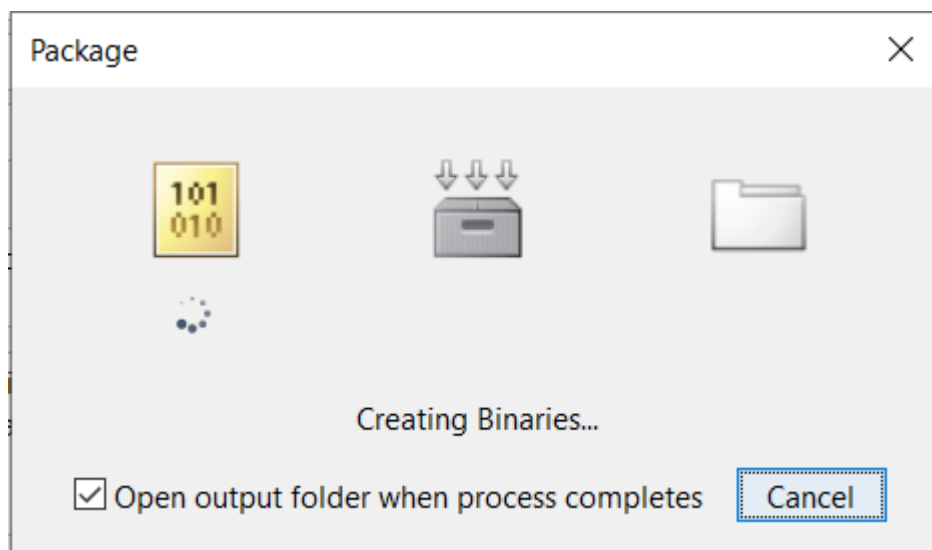 Package
101
010
Creating Binaries...
Open output folder when process completes
Cancel